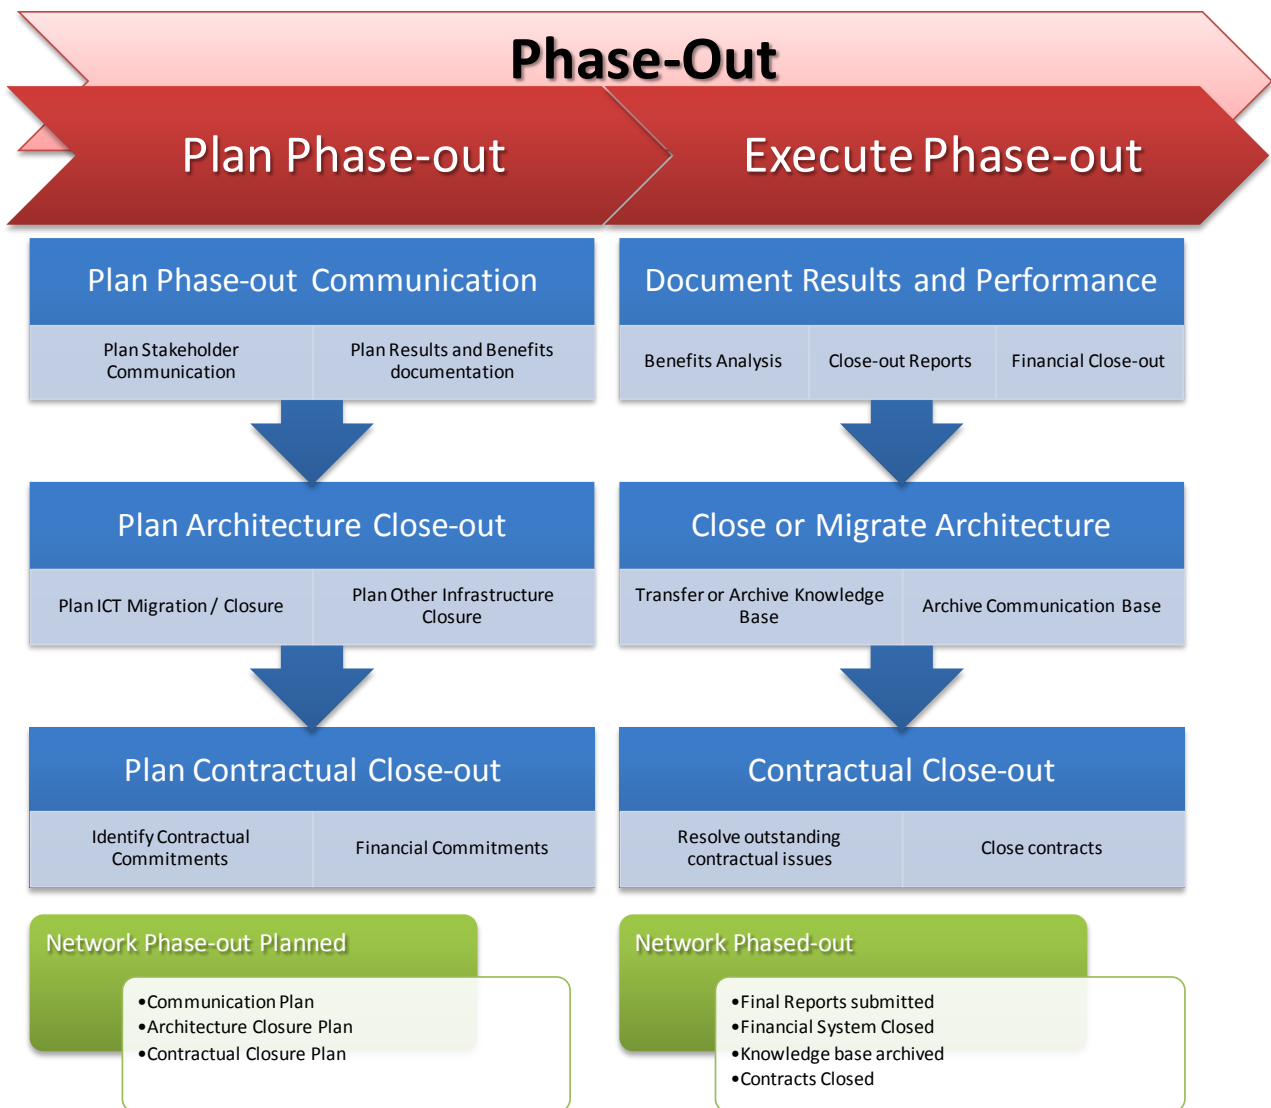 Phase-Out
Plan Phase-out
Execute Phase-out
Plan Phase-out Communication
Plan Stakeholder
Communication
Plan Results and Benefits
documentation
Plan Architecture Close-out
Plan ICT Migration / Closure
Plan Other Infrastructure
Closure
Plan Contractual Close-out
Identify Contractual
Commitments
Financial Commitments
Network Phase-out Planned
•Communication Plan
•Architecture Closure Plan
•Contractual Closure Plan
Document Results and Performance
Benefits Analysis
Close-out Reports
Financial Close-out
Close or Migrate Architecture
Transfer or Archive Knowledge
Base
Archive Communication Base
Contractual Close-out
Resolve outstanding
contractual issues
Close contracts
Network Phased-out
•Final Reports submitted
•Financial System Closed
•Knowledge base archived
•Contracts Closed